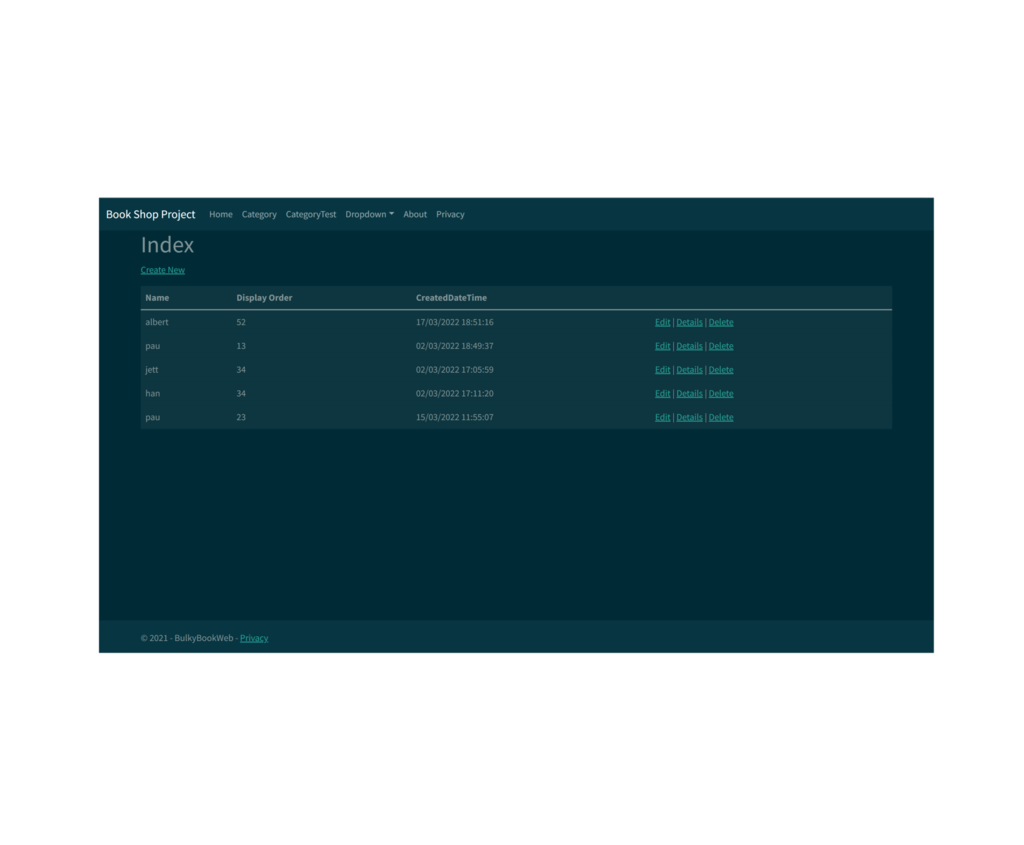 Book Shop Project Home Category CategoryTest Dropdown About Privacy
Index
Create New
Name Display Order CreatedDateTime
albert 52 17/03/2022 18:51:16 Edit | Details | Delete
pau 13 02/03/2022 18:49:37 Edit | Details | Delete
jett 34 02/03/2022 17:05:59 Edit | Details | Delete
han 34 02/03/2022 17:11:20 Edit | Details | Delete
pau 23 15/03/2022 11:55:07 Edit | Details | Delete
© 2021 - BulkyBookWeb - Privacy